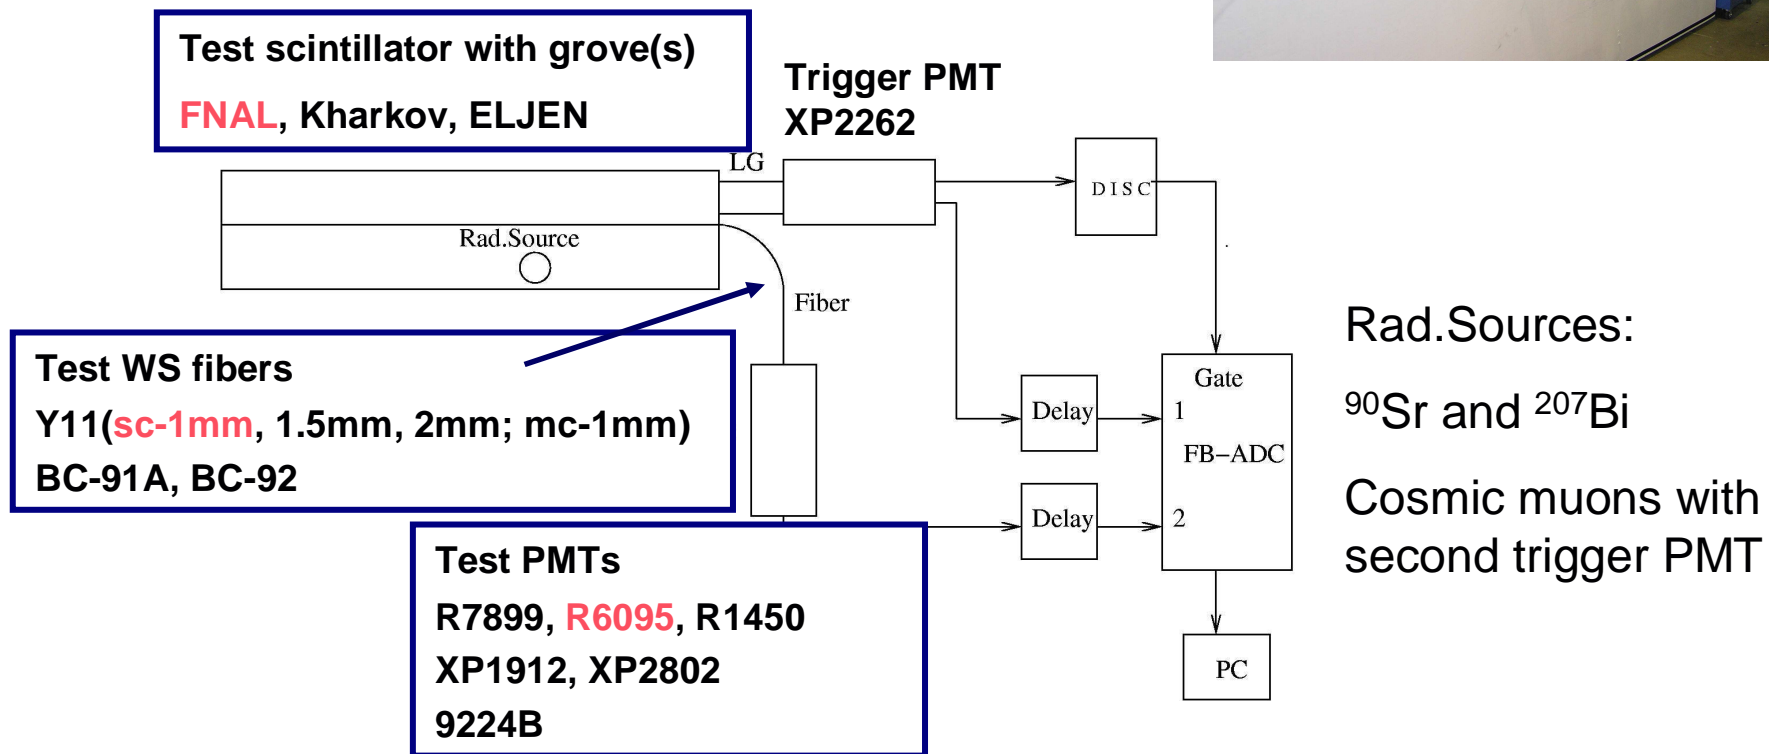 Test scintillator with grove(s)
FNAL, Kharkov, ELJEN
Trigger PMT
XP2262
LG
DISC
Rad.Source
Fiber
Test WS fibers
Y11(sc-1mm, 1.5mm, 2mm; mc-1mm)
BC-91A, BC-92
Gate
Delay
1
FB-ADC
Delay
2
Test PMTs
R7899, R6095, R1450
XP1912, XP2802
9224B
PC
Rad.Sources:
⁹⁰Sr and ²⁰⁷Bi
Cosmic muons with
second trigger PMT